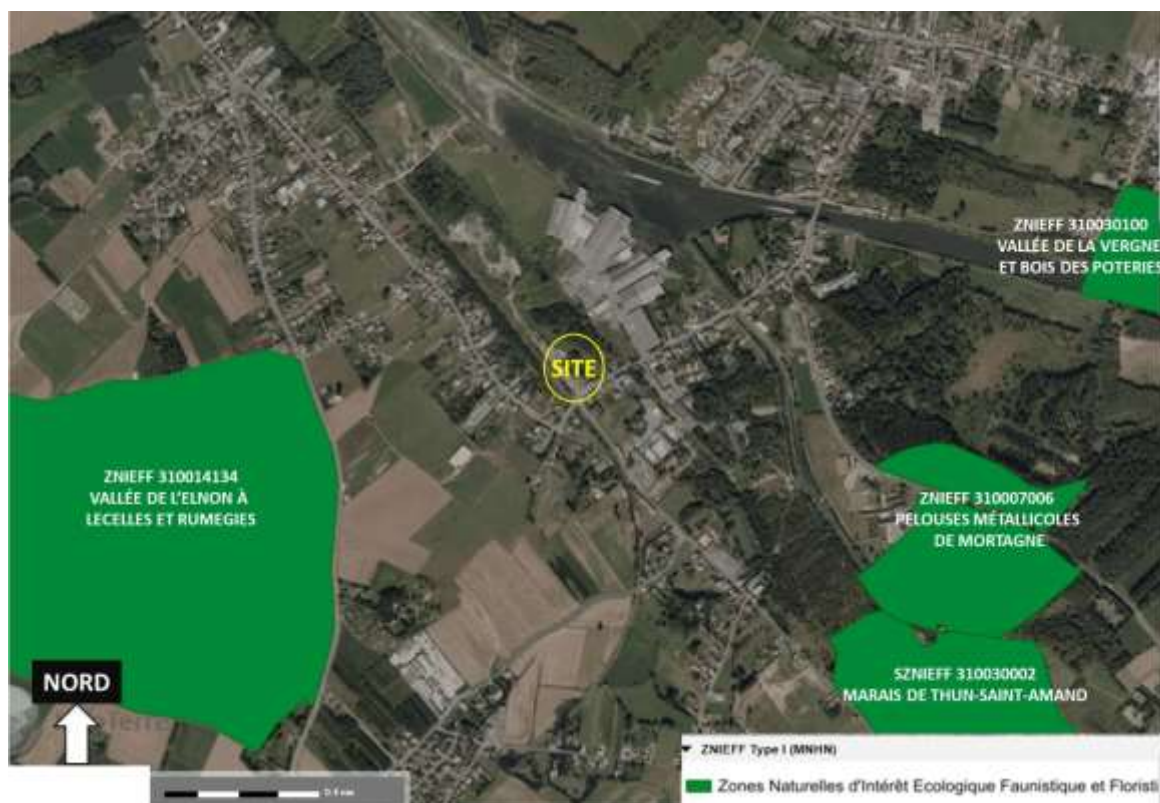 ZNIEFF 310030100
VALLÉE DE LA VERGNE
ET BOIS DES POTERIES
SITE
ZNIEFF 310014134
VALLÉE DE L'ELNON À
LECELLES ET RUMEGIES
ZNIEFF 310007006
PELOUSES MÉTALLICOLES
DE MORTAGNE
SZNIEFF 310030002
MARAIS DE THUN-SAINT-AMAND
NORD
ZNIEFF Type I (MNHN)
Zones Naturelles d'Intérêt Ecologique Faunistique et Floristi